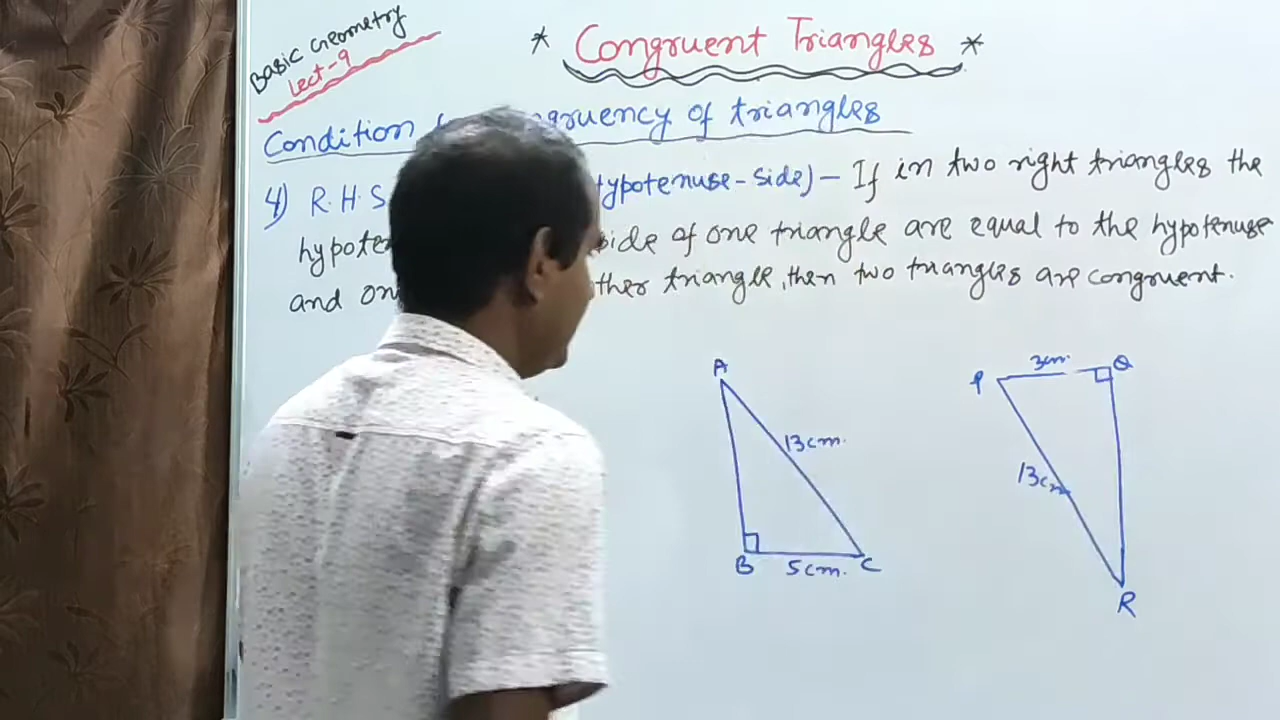 Basic Geometry
Lect-9
* Congruent Triangles *
Condition gruency of triangles
4) R.H.S ypotenuse-side) - If in two right triangles the
hypote side of one triangle are equal to the hypotenuse
and on ther triangle, then two triangles are congruent.
A
13cm.
B
5cm.
C
3cm.
P
Q
13cm
R